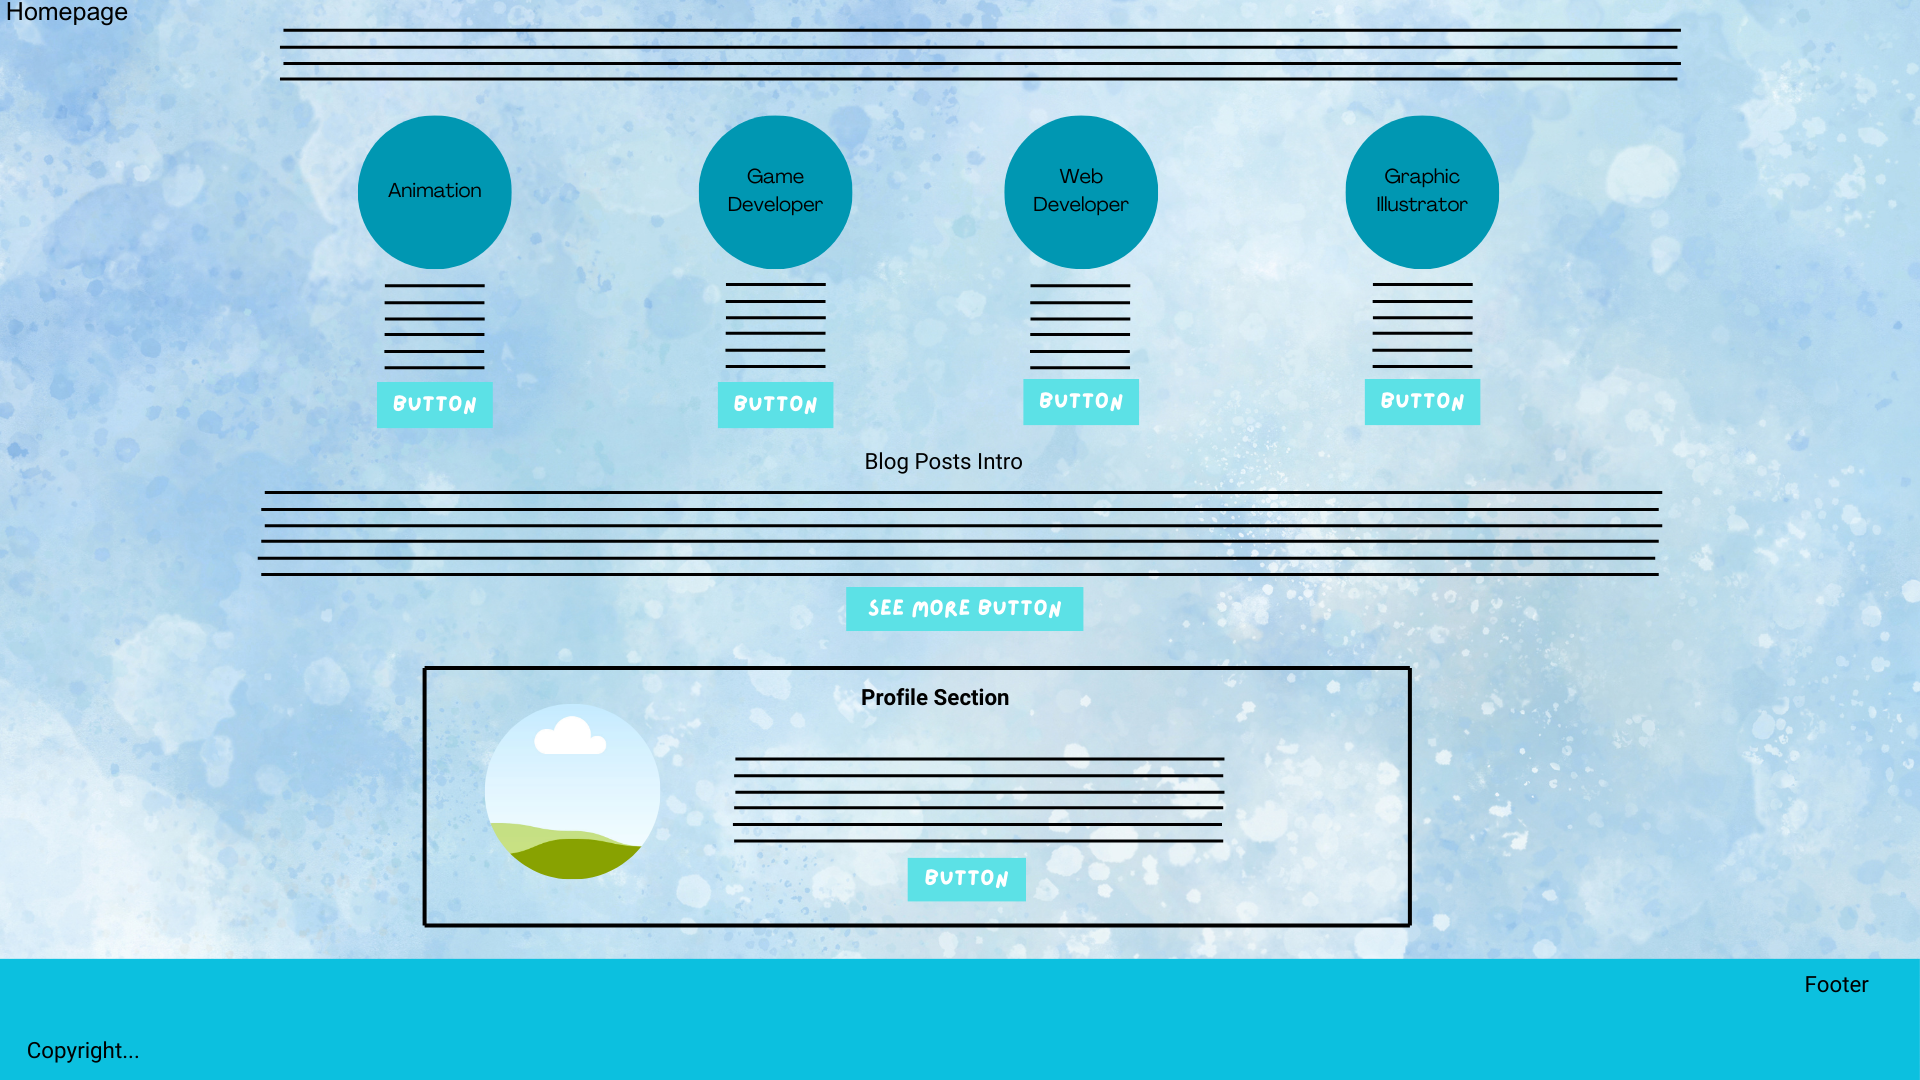 Homepage
Animation
Game
Developer
Web
Developer
Graphic
Illustrator
BUTTON
BUTTON
BUTTON
BUTTON
Blog Posts Intro
SEE MORE BUTTON
Profile Section
BUTTON
Footer
Copyright...